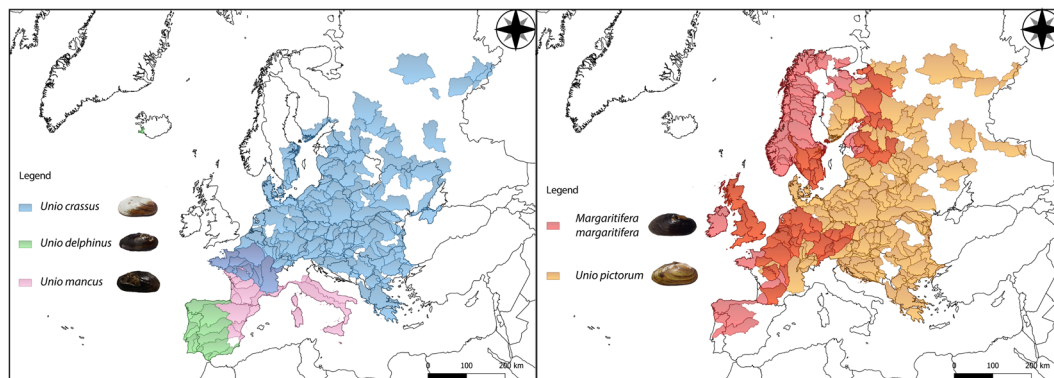 Legend
Unio crassus
Unio delphinus
Unio mancus
0 100 200 km
Legend
Margaritifera
margaritifera
Unio pictorum
0 100 200 km